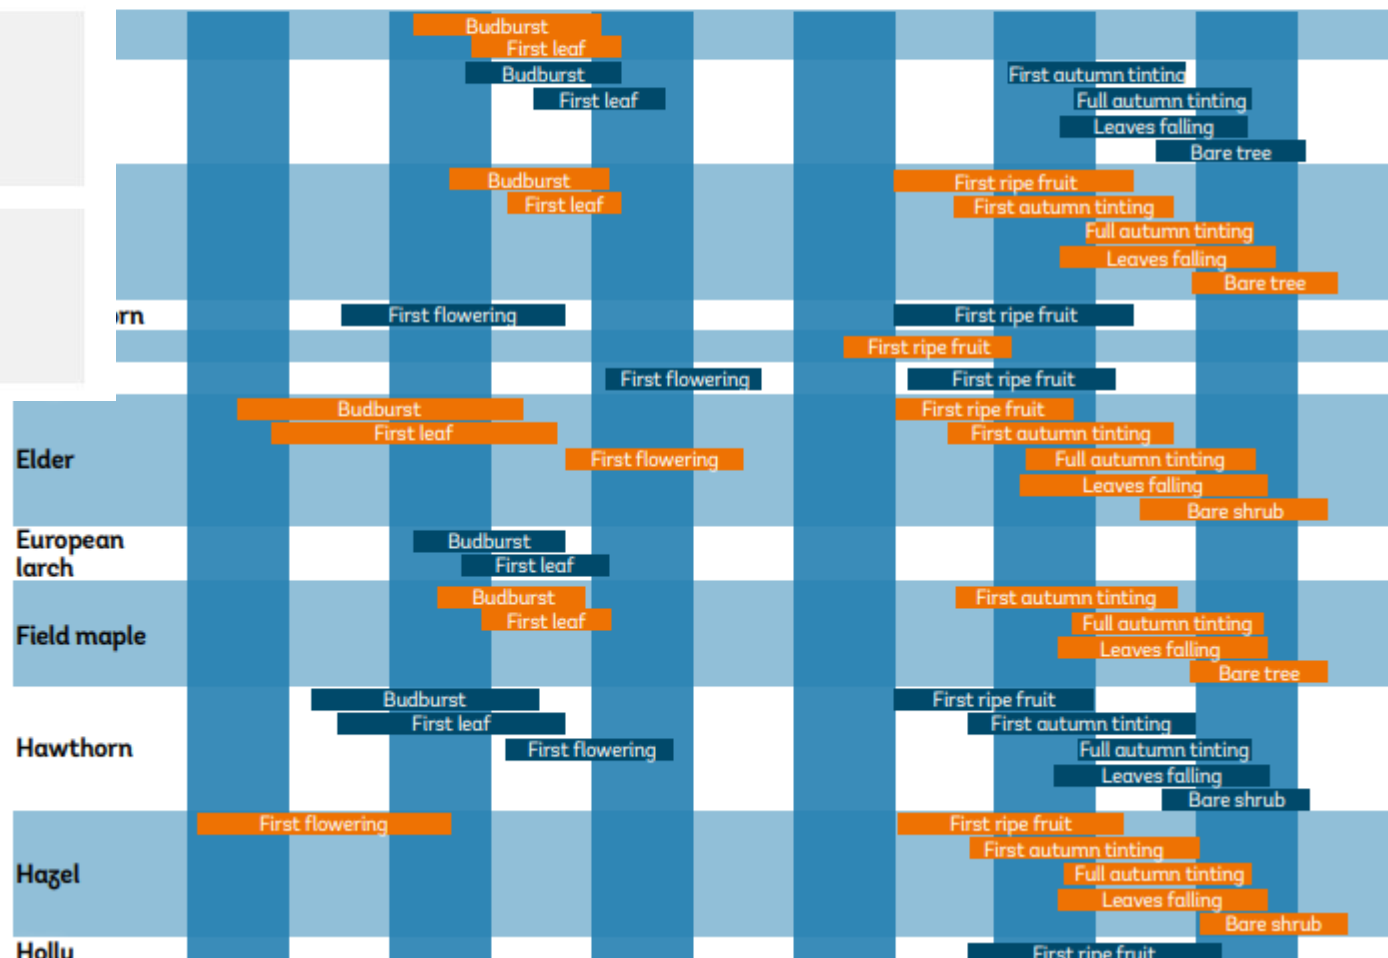 Budburst
First leaf
Budburst First autumn tinting
First leaf Full autumn tinting
Leaves falling
Bare tree
Budburst First ripe fruit
First leaf First autumn tinting
Full autumn tinting
Leaves falling
Bare tree
orn First flowering First ripe fruit
First ripe fruit
First flowering First ripe fruit
Budburst First ripe fruit
First leaf First autumn tinting
Elder First flowering Full autumn tinting
Leaves falling
Bare shrub
European Budburst
larch First leaf
Budburst First autumn tinting
First leaf Full autumn tinting
Field maple Leaves falling
Bare tree
Budburst First ripe fruit
First leaf First autumn tinting
Hawthorn First flowering Full autumn tinting
Leaves falling
Bare shrub
First flowering First ripe fruit
First autumn tinting
Hazel Full autumn tinting
Leaves falling
Bare shrub
Holly First ripe fruit